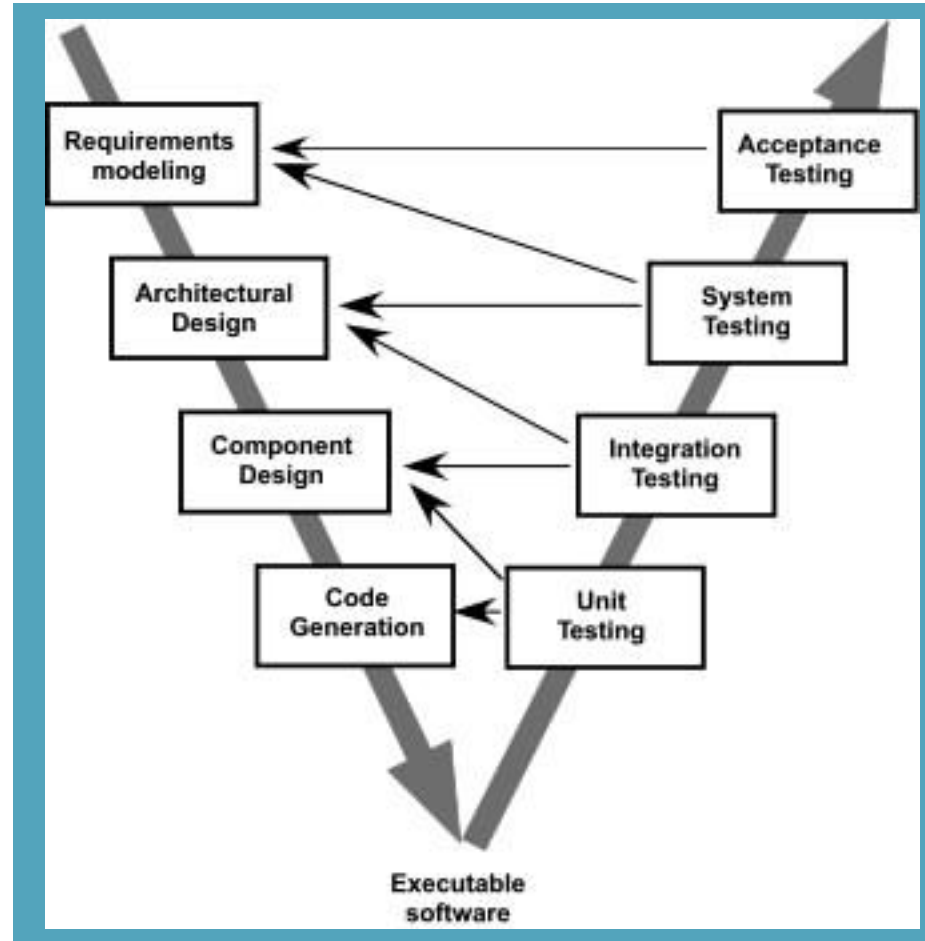 Requirements
modeling
Acceptance
Testing
Architectural
Design
System
Testing
Component
Design
Integration
Testing
Code
Generation
Unit
Testing
Executable
software